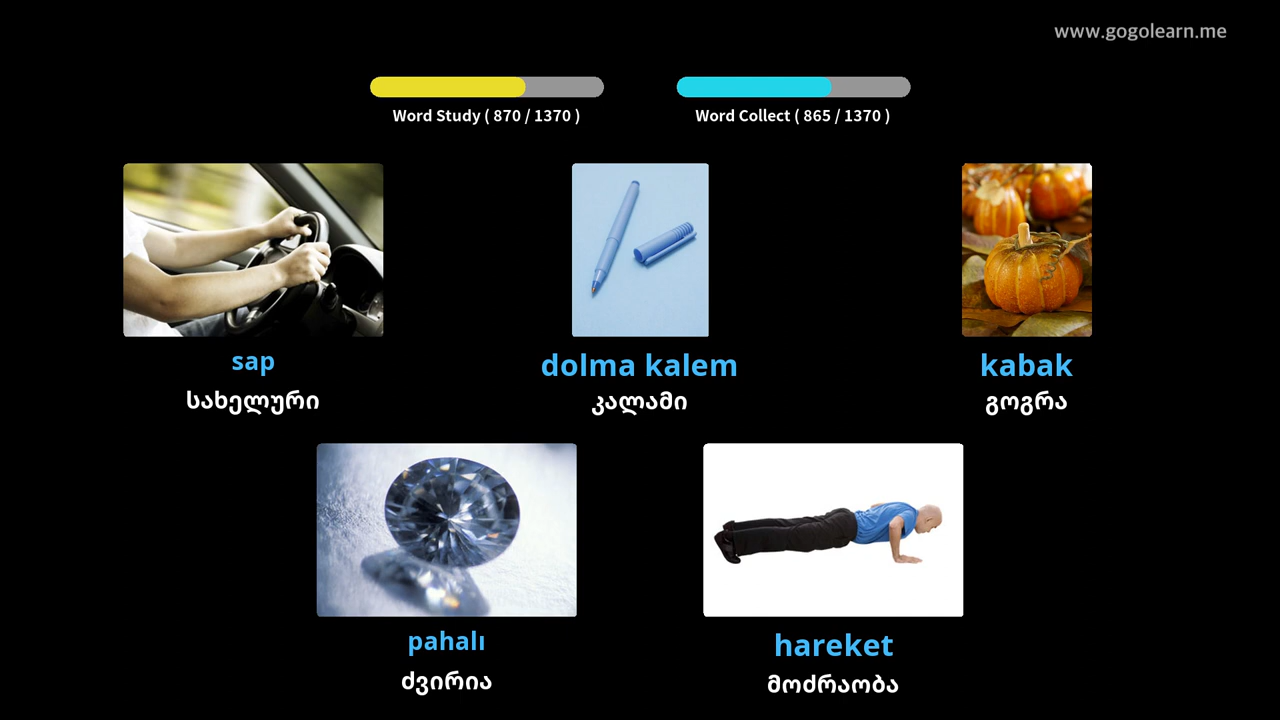 www.gogolearn.me
Word Study ( 870 / 1370 )
Word Collect ( 865 / 1370 )
sap
სახელური
dolma kalem
კალამი
kabak
გოგრა
pahalı
ძვირია
hareket
მოძრაობა